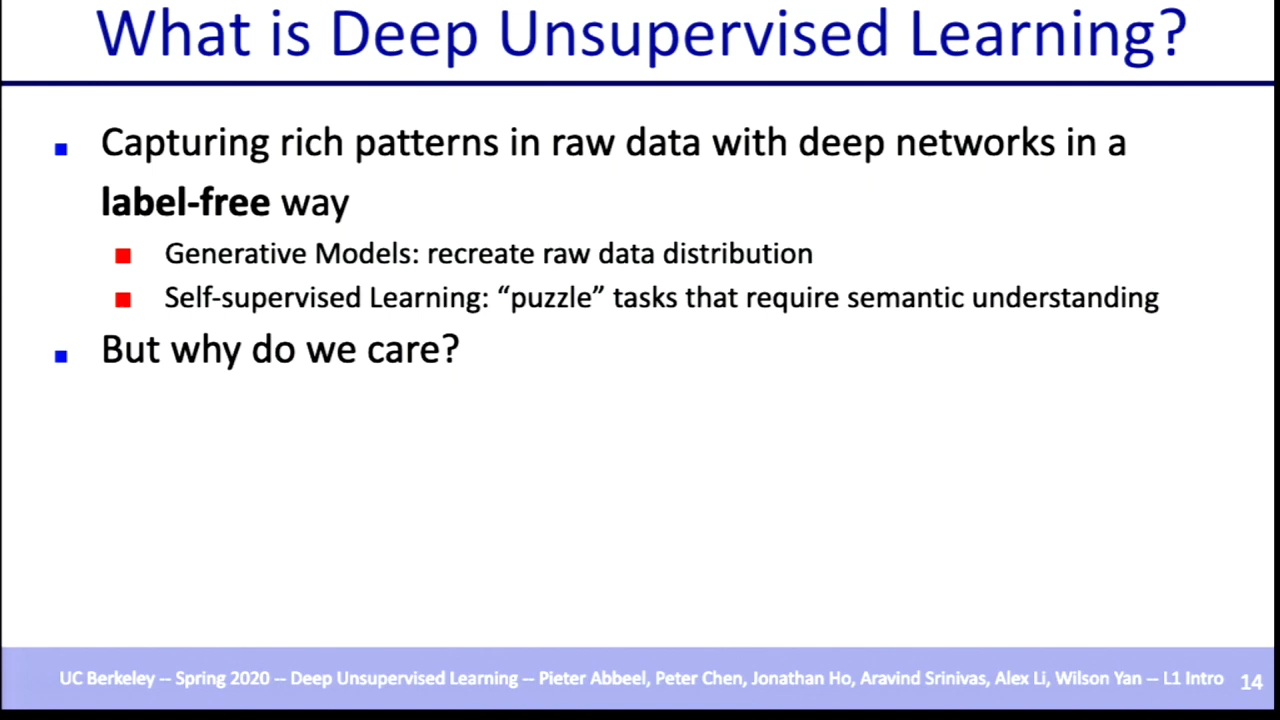 What is Deep Unsupervised Learning?
Capturing rich patterns in raw data with deep networks in a
label-free way
Generative Models: recreate raw data distribution
Self-supervised Learning: “puzzle” tasks that require semantic understanding
But why do we care?
UC Berkeley -- Spring 2020 -- Deep Unsupervised Learning -- Pieter Abbeel, Peter Chen, Jonathan Ho, Aravind Srinivas, Alex Li, Wilson Yan -- L1 Intro 14